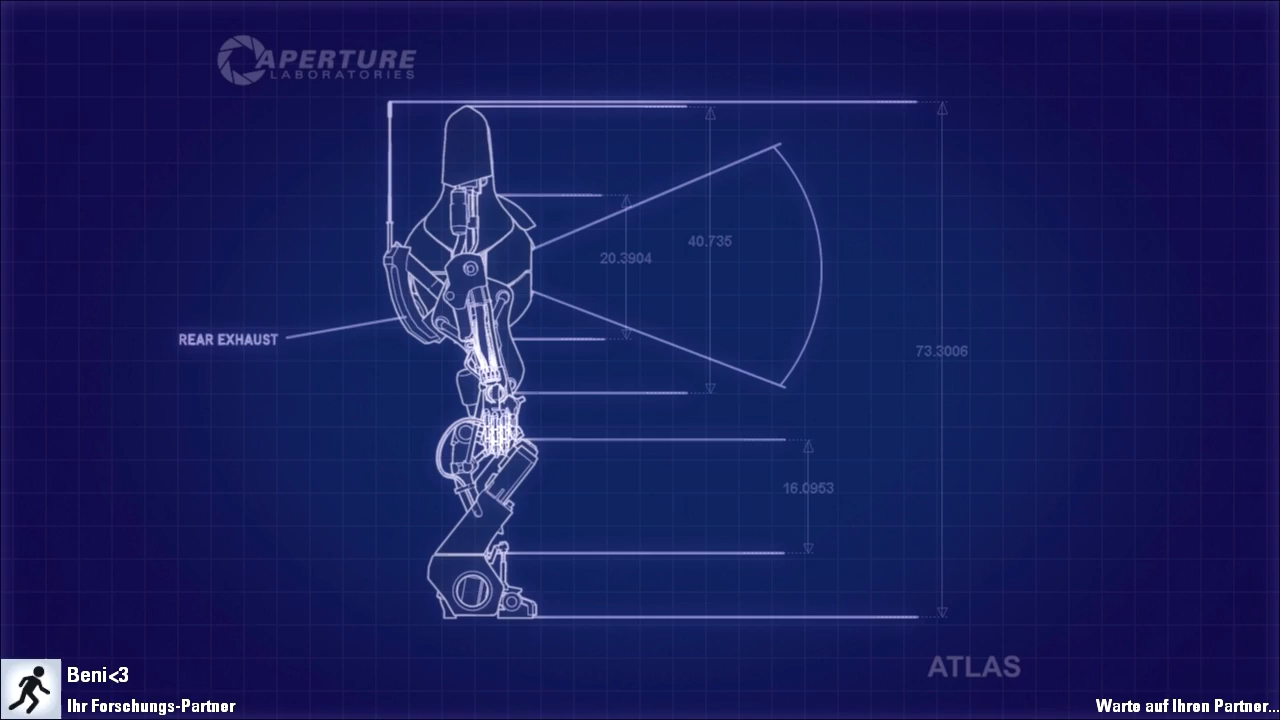 APERTURE
LABORATORIES
40.735
20.3904
REAR EXHAUST
73.3006
16.0953
ATLAS
Beni<3
Ihr Forschungs-Partner
Warte auf Ihren Partner...